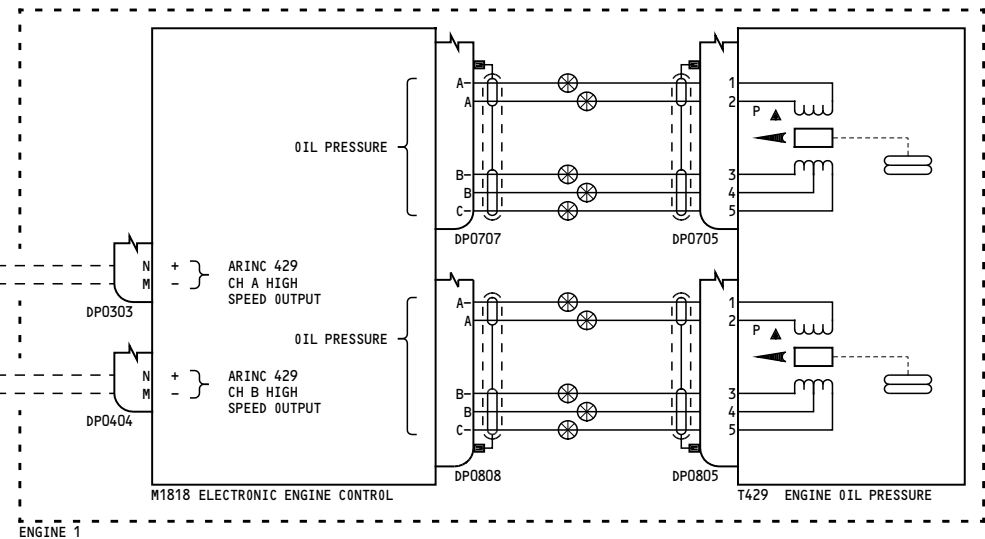 A-
A
OIL PRESSURE
B-
B
C-
DP0707
1
2
P
3
4
5
DP0705
N + ARINC 429
M - CH A HIGH
SPEED OUTPUT
DP0303
A-
A
OIL PRESSURE
B-
B
C-
DP0808
1
2
P
3
4
5
DP0805
N + ARINC 429
M - CH B HIGH
SPEED OUTPUT
DP0404
M1818 ELECTRONIC ENGINE CONTROL
T429 ENGINE OIL PRESSURE
ENGINE 1